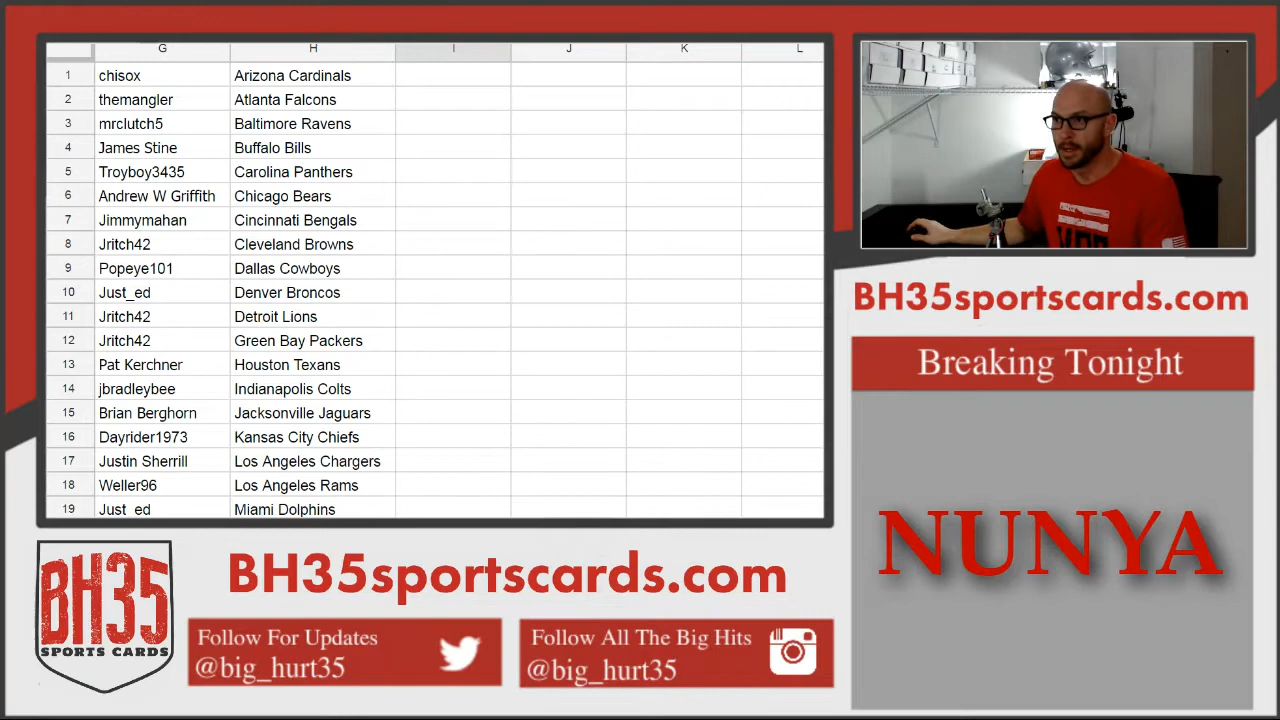 G H I J K L
1 chisox Arizona Cardinals
2 themangler Atlanta Falcons
3 mrclutch5 Baltimore Ravens
4 James Stine Buffalo Bills
5 Troyboy3435 Carolina Panthers
6 Andrew W Griffith Chicago Bears
7 Jimmymahan Cincinnati Bengals
8 Jritch42 Cleveland Browns
9 Popeye101 Dallas Cowboys
10 Just_ed Denver Broncos
11 Jritch42 Detroit Lions
12 Jritch42 Green Bay Packers
13 Pat Kerchner Houston Texans
14 jbradleybee Indianapolis Colts
15 Brian Berghorn Jacksonville Jaguars
16 Dayrider1973 Kansas City Chiefs
17 Justin Sherrill Los Angeles Chargers
18 Weller96 Los Angeles Rams
19 Just_ed Miami Dolphins
BH35sportscards.com
Breaking Tonight
NUNYA
BH35
SPORTS CARDS
BH35sportscards.com
Follow For Updates
@big_hurt35
Follow All The Big Hits
@big_hurt35